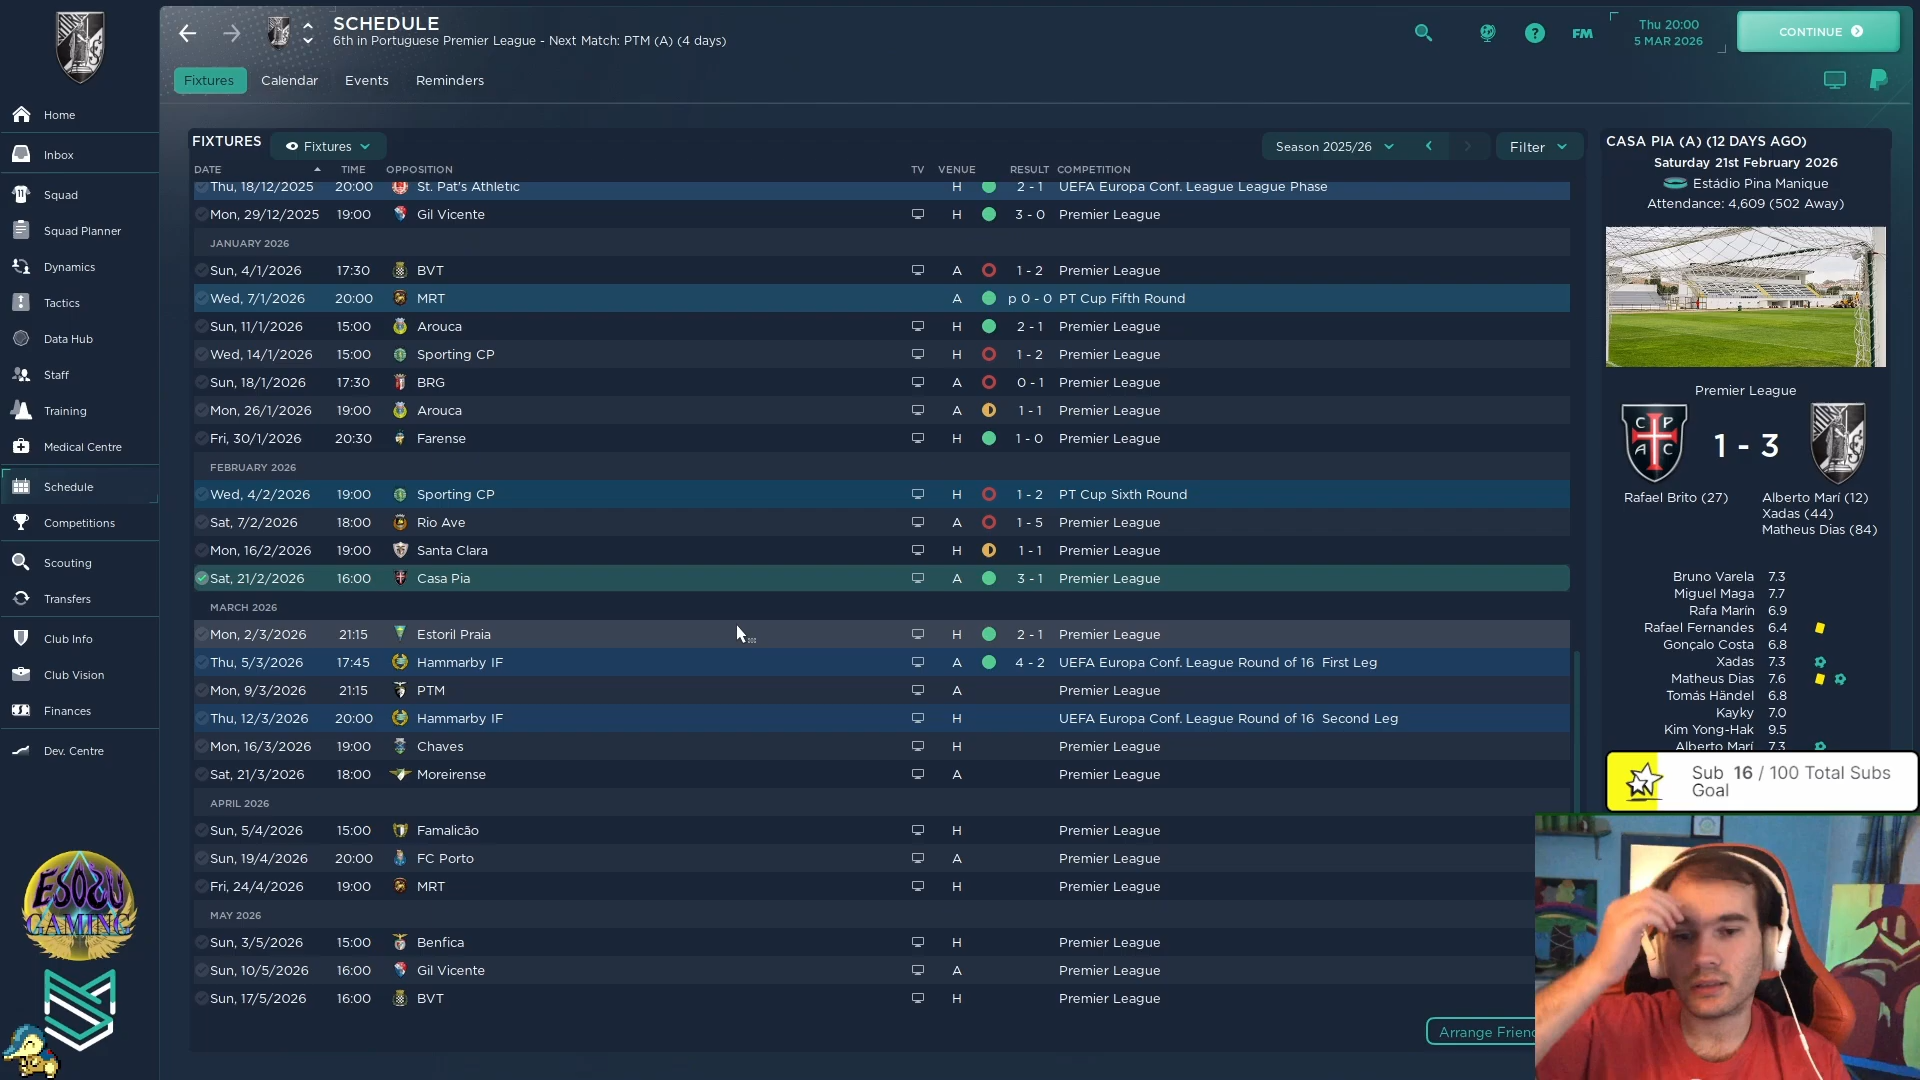 SCHEDULE
6th in Portuguese Premier League - Next Match: PTM (A) (4 days)
Thu 20:00
5 MAR 2026
CONTINUE
FM
Fixtures
Calendar
Events
Reminders
Home
Inbox
Squad
Squad Planner
Dynamics
Tactics
Data Hub
Staff
Training
Medical Centre
Schedule
Competitions
Scouting
Transfers
Club Info
Club Vision
Finances
Dev. Centre
ESOSU
GAMING
FIXTURES
Fixtures
Season 2025/26
Filter
DATE TIME OPPOSITION TV VENUE RESULT COMPETITION
Thu, 18/12/2025 20:00 St. Pat's Athletic H 2 - 1 UEFA Europa Conf. League League Phase
Mon, 29/12/2025 19:00 Gil Vicente H 3 - 0 Premier League
JANUARY 2026
Sun, 4/1/2026 17:30 BVT A 1 - 2 Premier League
Wed, 7/1/2026 20:00 MRT A p 0 - 0 PT Cup Fifth Round
Sun, 11/1/2026 15:00 Arouca H 2 - 1 Premier League
Wed, 14/1/2026 15:00 Sporting CP H 1 - 2 Premier League
Sun, 18/1/2026 17:30 BRG A 0 - 1 Premier League
Mon, 26/1/2026 19:00 Arouca A 1 - 1 Premier League
Fri, 30/1/2026 20:30 Farense H 1 - 0 Premier League
FEBRUARY 2026
Wed, 4/2/2026 19:00 Sporting CP H 1 - 2 PT Cup Sixth Round
Sat, 7/2/2026 18:00 Rio Ave A 1 - 5 Premier League
Mon, 16/2/2026 19:00 Santa Clara H 1 - 1 Premier League
Sat, 21/2/2026 16:00 Casa Pia A 3 - 1 Premier League
MARCH 2026
Mon, 2/3/2026 21:15 Estoril Praia H 2 - 1 Premier League
Thu, 5/3/2026 17:45 Hammarby IF A 4 - 2 UEFA Europa Conf. League Round of 16 First Leg
Mon, 9/3/2026 21:15 PTM A Premier League
Thu, 12/3/2026 20:00 Hammarby IF H UEFA Europa Conf. League Round of 16 Second Leg
Mon, 16/3/2026 19:00 Chaves H Premier League
Sat, 21/3/2026 18:00 Moreirense A Premier League
APRIL 2026
Sun, 5/4/2026 15:00 Famalicão H Premier League
Sun, 19/4/2026 20:00 FC Porto A Premier League
Fri, 24/4/2026 19:00 MRT H Premier League
MAY 2026
Sun, 3/5/2026 15:00 Benfica H Premier League
Sun, 10/5/2026 16:00 Gil Vicente A Premier League
Sun, 17/5/2026 16:00 BVT H Premier League
Arrange Frien
CASA PIA (A) (12 DAYS AGO)
Saturday 21st February 2026
Estádio Pina Manique
Attendance: 4,609 (502 Away)
Premier League
C P A C
1 - 3
Rafael Brito (27)
Alberto Marí (12)
Xadas (44)
Matheus Dias (84)
Bruno Varela 7.3
Miguel Maga 7.7
Rafa Marín 6.9
Rafael Fernandes 6.4
Gonçalo Costa 6.8
Xadas 7.3
Matheus Dias 7.6
Tomás Händel 6.8
Kayky 7.0
Kim Yong-Hak 9.5
Alberto Marí 7.3
Sub 16 / 100 Total Subs
Goal